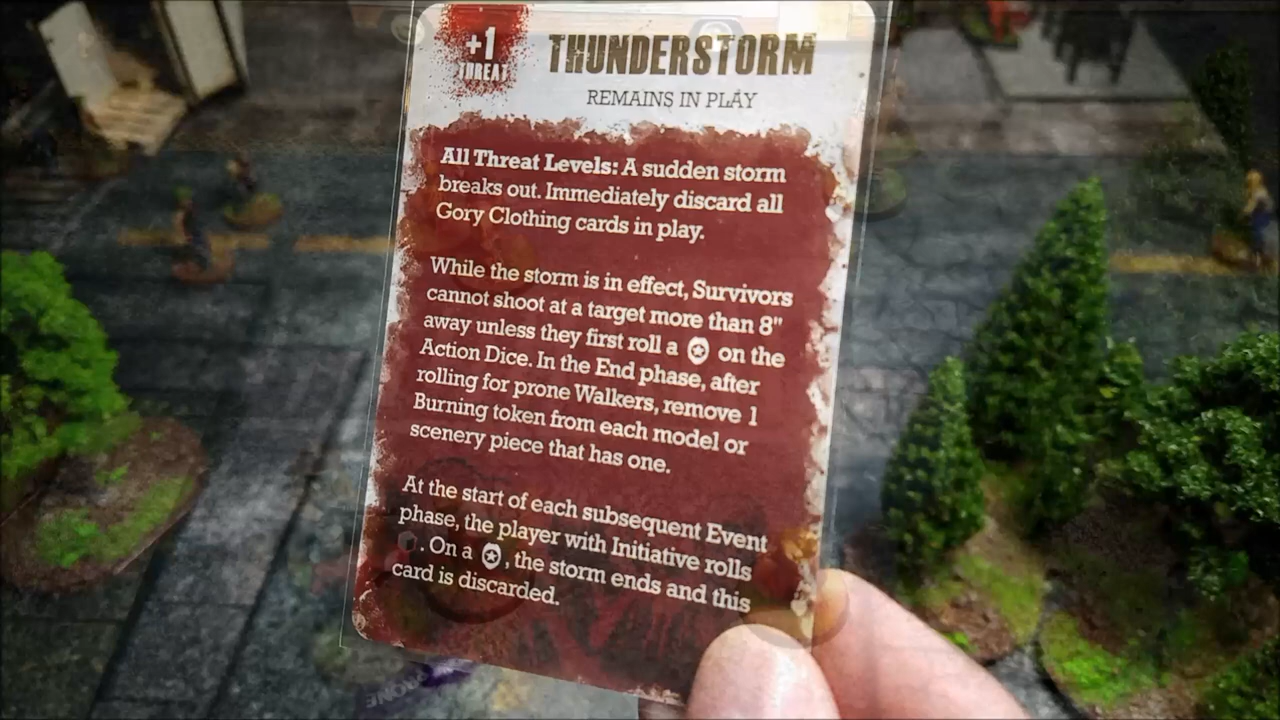 +1
THREAT
THUNDERSTORM
REMAINS IN PLAY
All Threat Levels: A sudden storm
breaks out. Immediately discard all
Gory Clothing cards in play.
While the storm is in effect, Survivors
cannot shoot at a target more than 8"
away unless they first roll a on the
Action Dice. In the End phase, after
rolling for prone Walkers, remove 1
Burning token from each model or
scenery piece that has one.
At the start of each subsequent Event
phase, the player with Initiative rolls
. On a , the storm ends and this
card is discarded.
PRONE